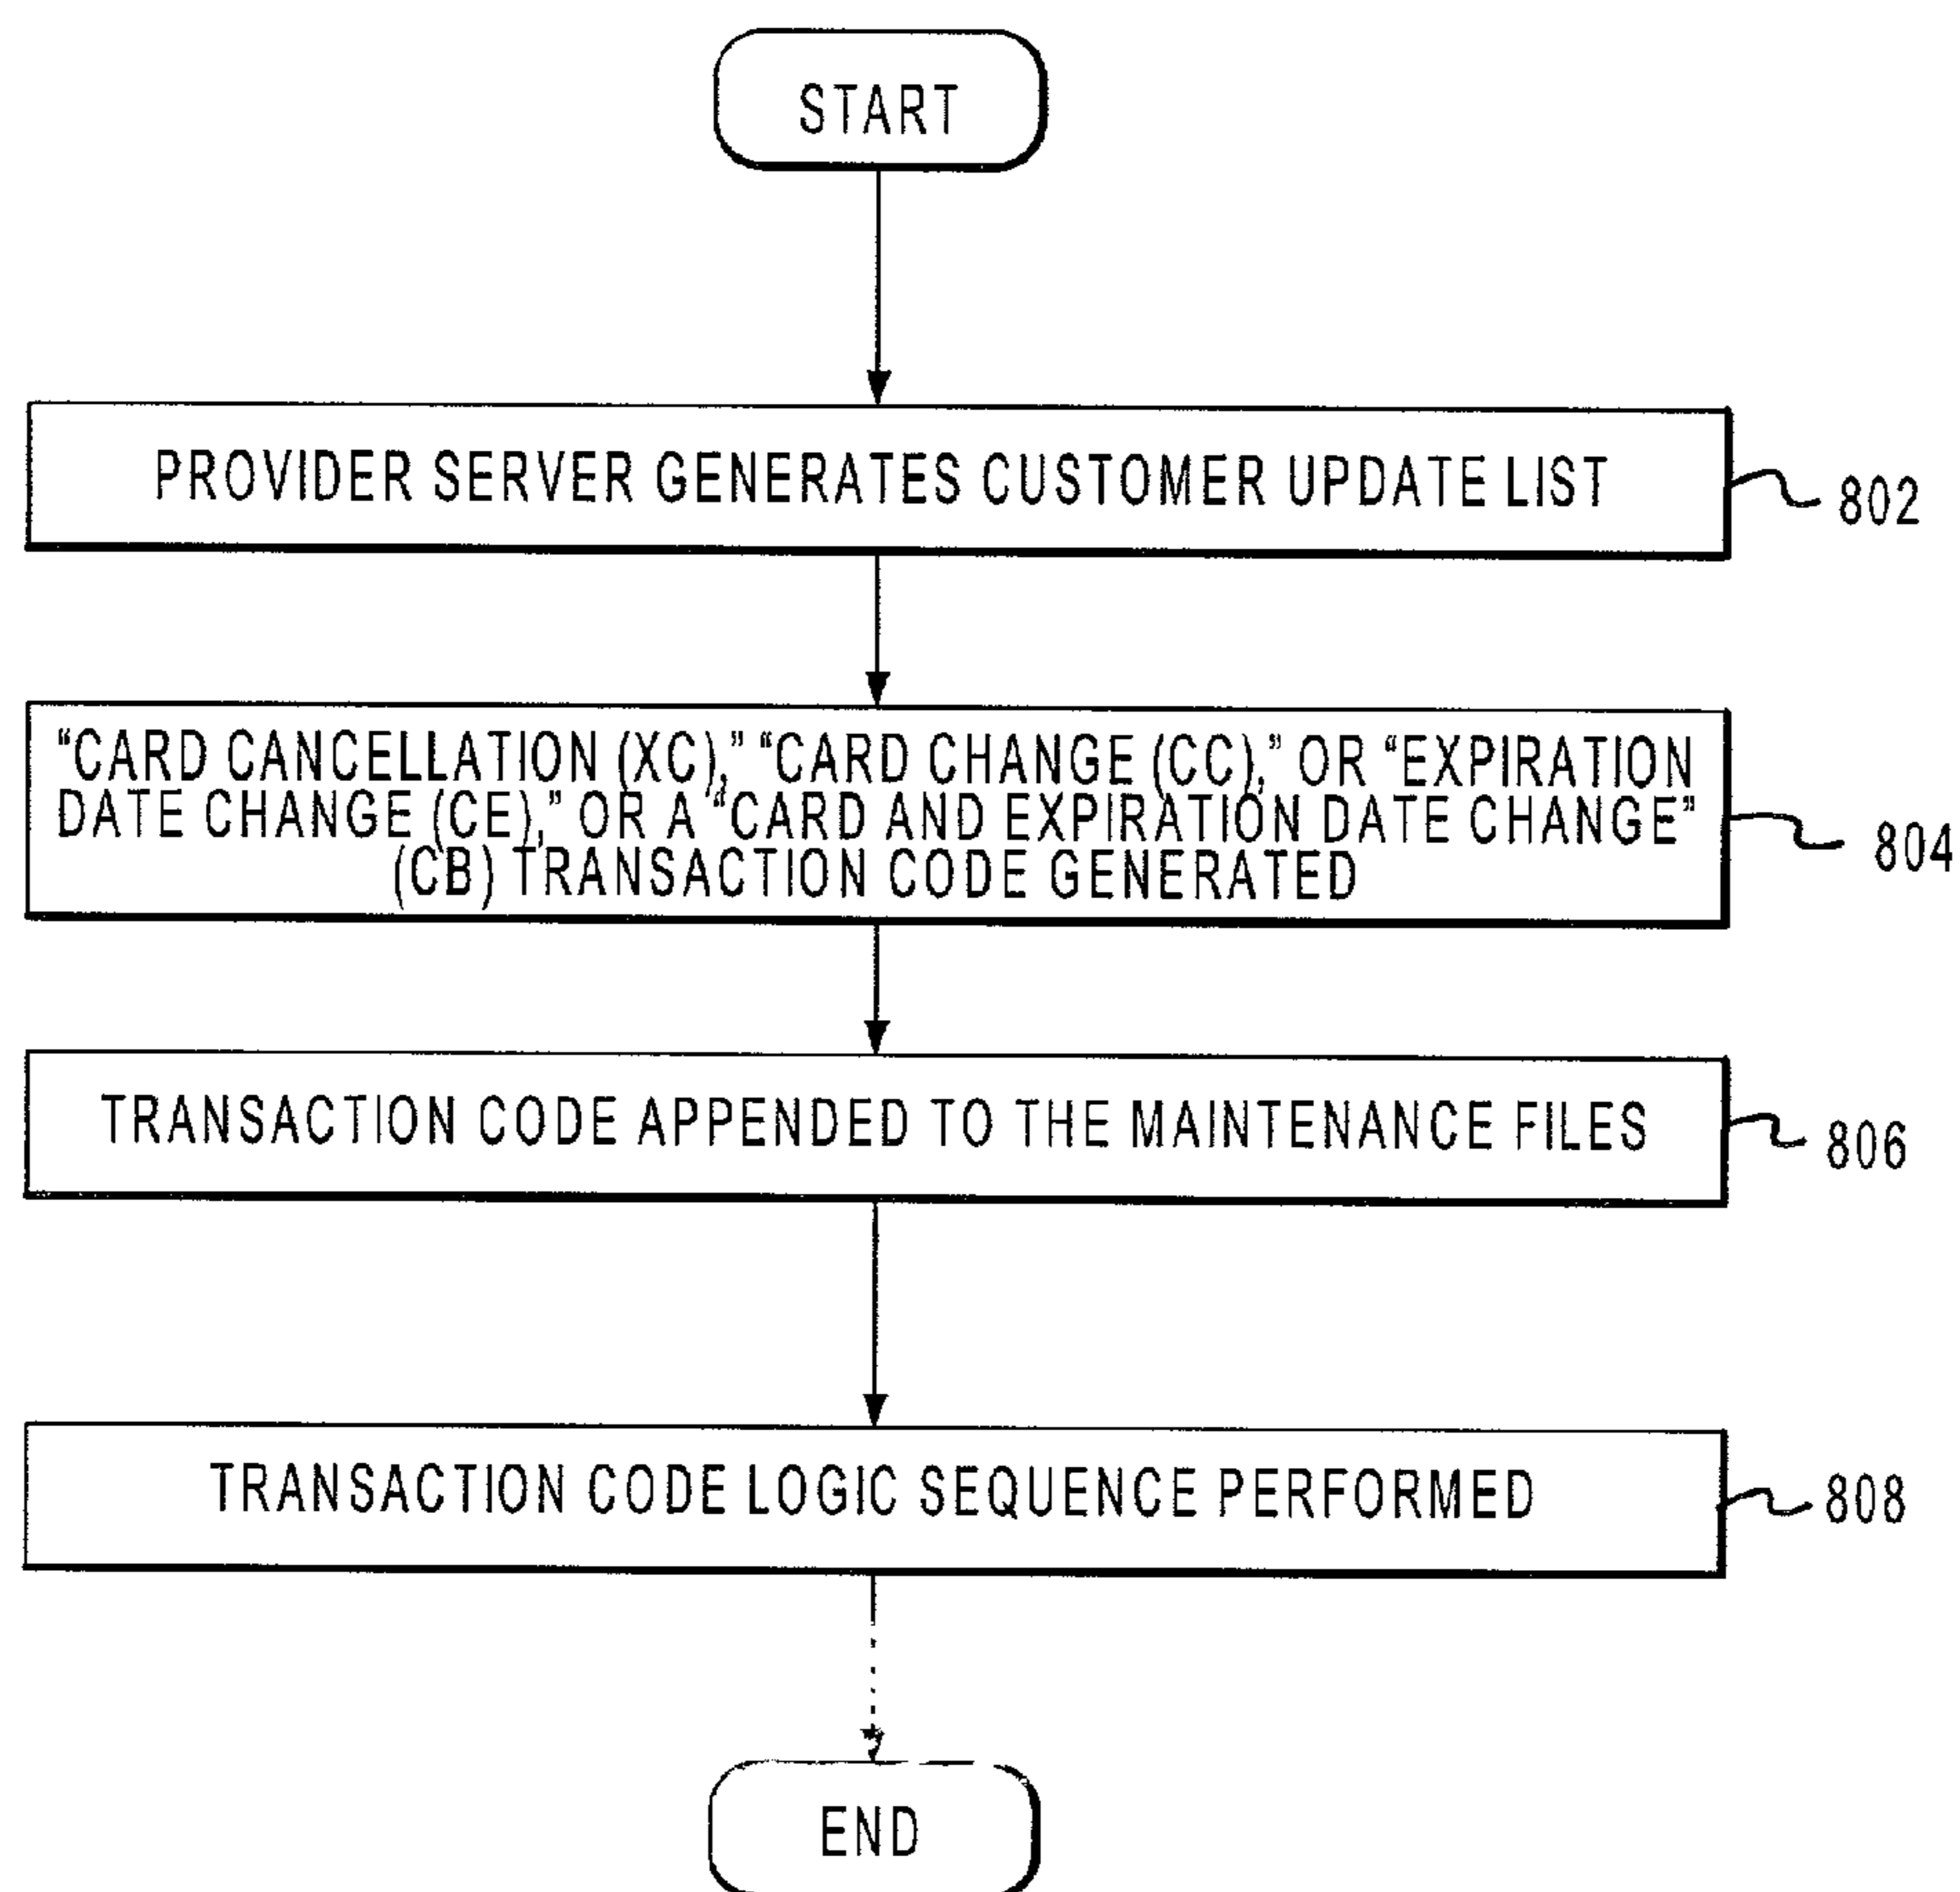 START
PROVIDER SERVER GENERATES CUSTOMER UPDATE LIST
802
“CARD CANCELLATION (XC),” “CARD CHANGE (CC),” OR “EXPIRATION
DATE CHANGE (CE),” OR A “CARD AND EXPIRATION DATE CHANGE”
(CB) TRANSACTION CODE GENERATED
804
TRANSACTION CODE APPENDED TO THE MAINTENANCE FILES
806
TRANSACTION CODE LOGIC SEQUENCE PERFORMED
808
END